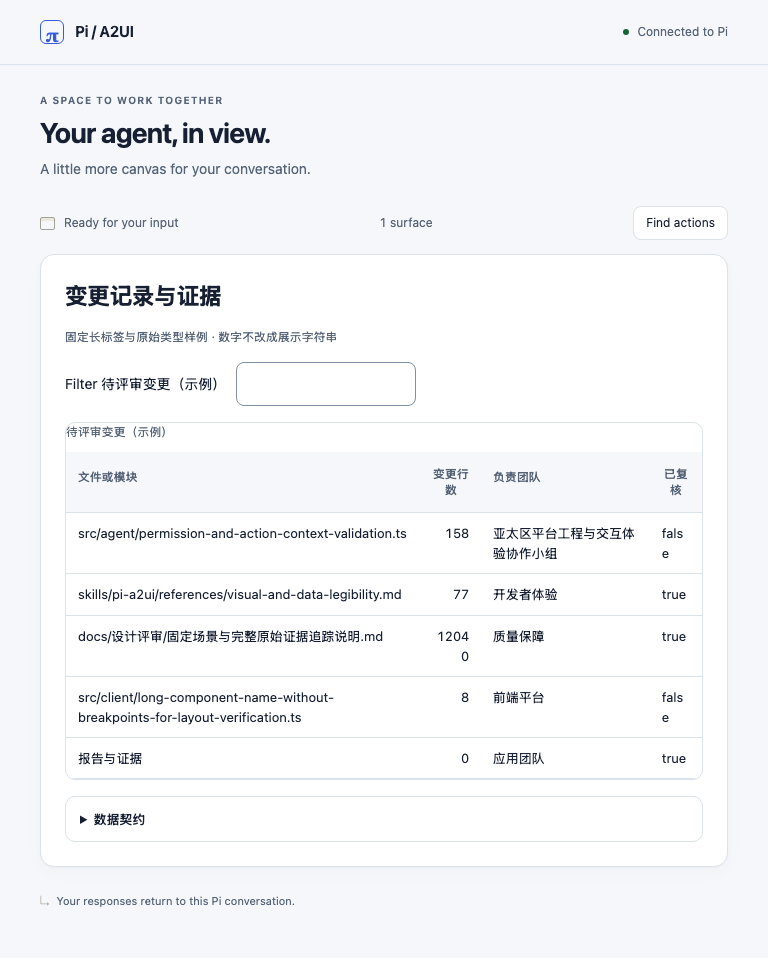 π Pi / A2UI
Connected to Pi
A SPACE TO WORK TOGETHER
Your agent, in view.
A little more canvas for your conversation.
Ready for your input
1 surface
Find actions
变更记录与证据
固定长标签与原始类型样例 · 数字不改成展示字符串
Filter 待评审变更（示例）
待评审变更（示例）
文件或模块
变更行
数
负责团队
已复
核
src/agent/permission-and-action-context-validation.ts
158
亚太区平台工程与交互体
验协作小组
fals
e
skills/pi-a2ui/references/visual-and-data-legibility.md
77
开发者体验
true
docs/设计评审/固定场景与完整原始证据追踪说明.md
1204
0
质量保障
true
src/client/long-component-name-without-
breakpoints-for-layout-verification.ts
8
前端平台
fals
e
报告与证据
0
应用团队
true
数据契约
Your responses return to this Pi conversation.